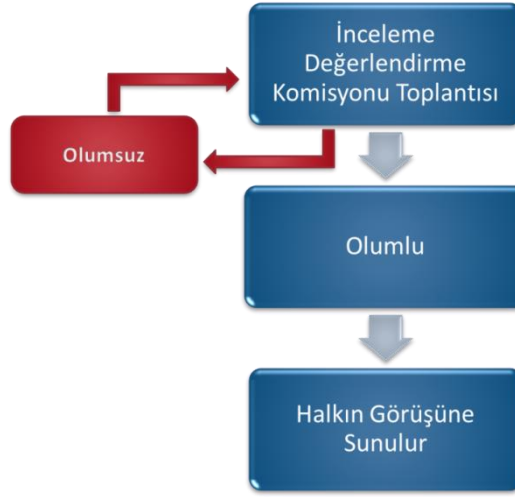 İnceleme
Değerlendirme
Komisyonu Toplantısı
Olumsuz
Olumlu
Halkın Görüşüne
Sunulur